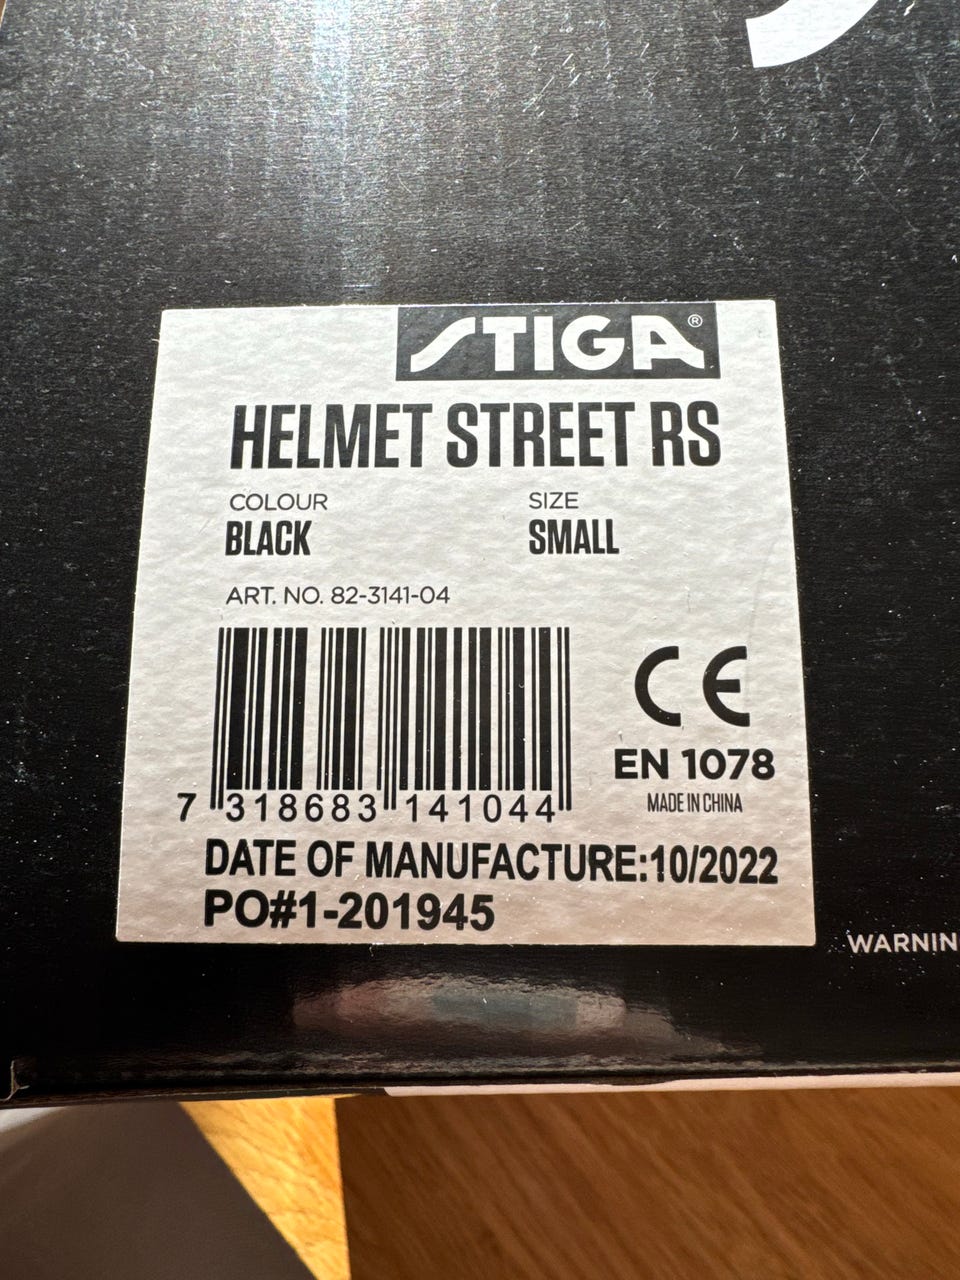 STIGA®
HELMET STREET RS
COLOUR SIZE
BLACK SMALL
ART. NO. 82-3141-04
CE
EN 1078
MADE IN CHINA
7 318683 141044
DATE OF MANUFACTURE:10/2022
PO#1-201945
WARNIN